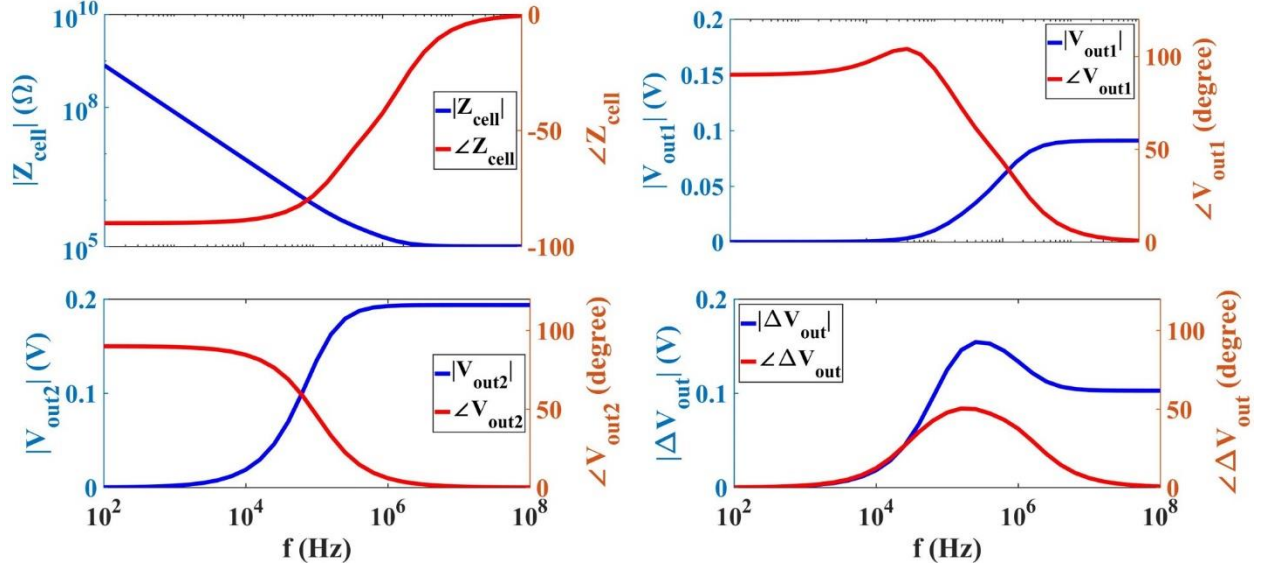 10^10
10^8
10^5
|Z_cell| (Ω)
0
-50
-100
∠Z_cell
|Z_cell|
∠Z_cell
0.2
0.15
0.1
0.05
0
|V_out1| (V)
100
50
0
∠V_out1 (degree)
|V_out1|
∠V_out1
0.2
0.1
0
|V_out2| (V)
100
50
0
∠V_out2 (degree)
|V_out2|
∠V_out2
10^2
10^4
10^6
10^8
f (Hz)
0.2
0.1
0
|ΔV_out| (V)
100
50
0
∠ΔV_out (degree)
|ΔV_out|
∠ΔV_out
10^2
10^4
10^6
10^8
f (Hz)